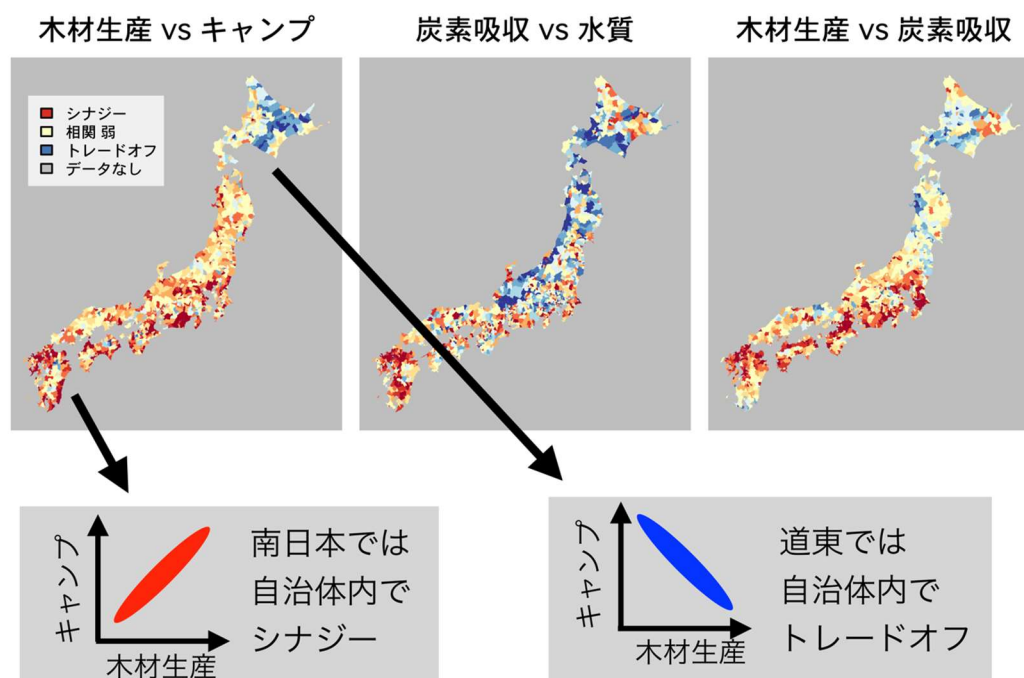 木材生産 vs キャンプ
炭素吸収 vs 水質
木材生産 vs 炭素吸収
シナジー
相関 弱
トレードオフ
データなし
キャンプ
木材生産
南日本では
自治体内で
シナジー
キャンプ
木材生産
道東では
自治体内で
トレードオフ